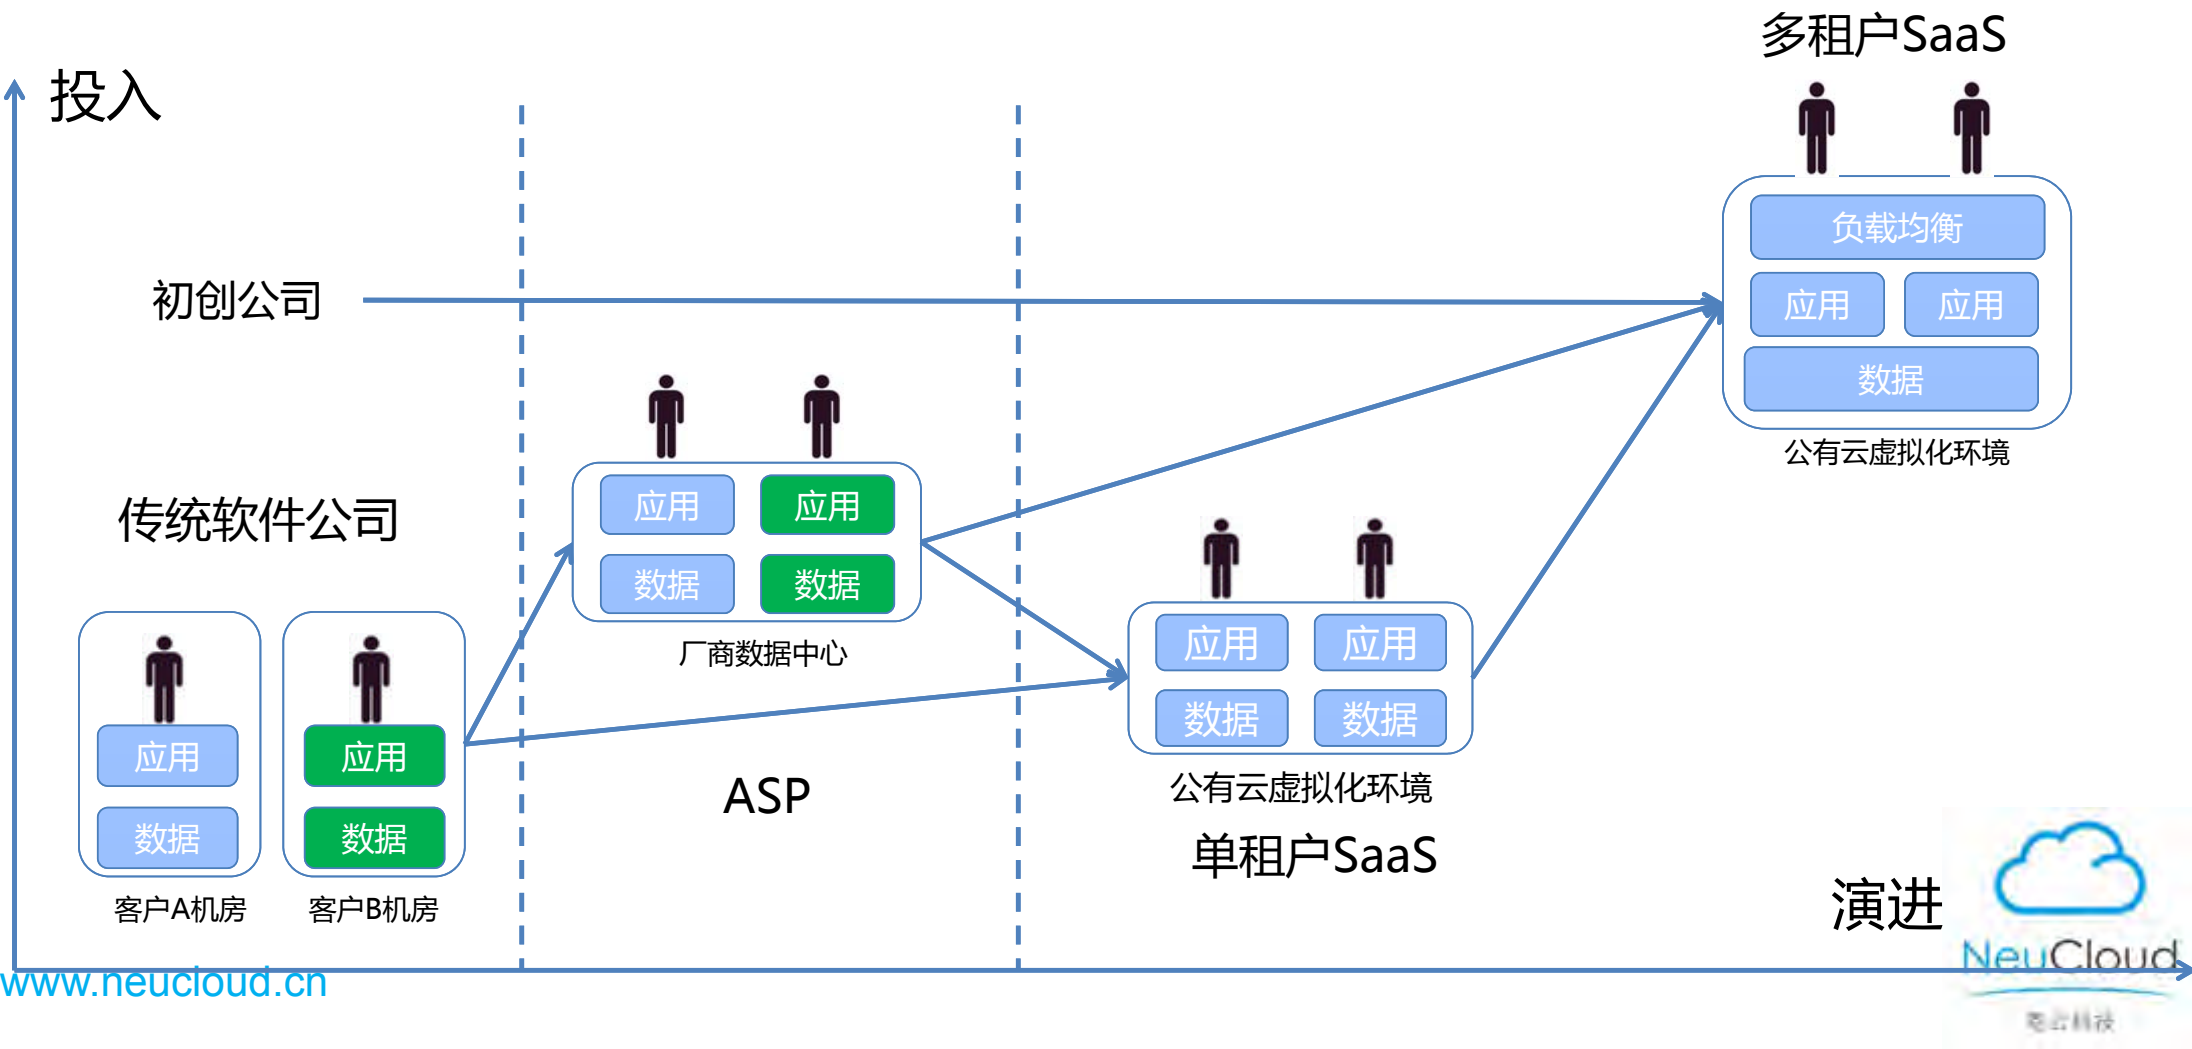 多租户SaaS
投入
负载均衡
初创公司
应用 应用
数据
公有云虚拟化环境
传统软件公司
应用 应用
数据 数据
厂商数据中心
应用 应用
数据 数据
公有云虚拟化环境
应用 应用
数据 数据
ASP
单租户SaaS
客户A机房 客户B机房
演进
NeuCloud
www.neucloud.cn